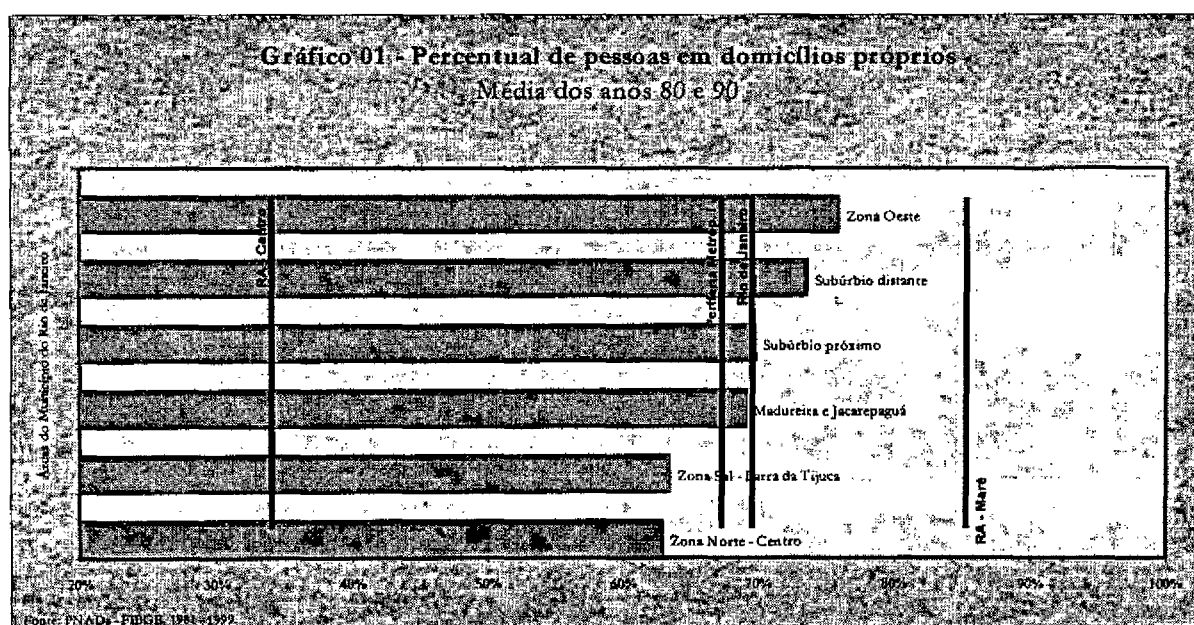 Gráfico 01 - Percentual de pessoas em domicílios próprios
Média dos anos 80 e 90
Áreas do Município do Rio de Janeiro
RA - Centro
Rio de Janeiro
RA - Maré
Zona Oeste
Subúrbio distante
Subúrbio próximo
Madureira e Jacarepaguá
Zona Sul - Barra da Tijuca
Zona Norte - Centro
20% 30% 40% 50% 60% 70% 80% 90% 100%
Fonte: PNADs - FIBGE 1981 - 1999